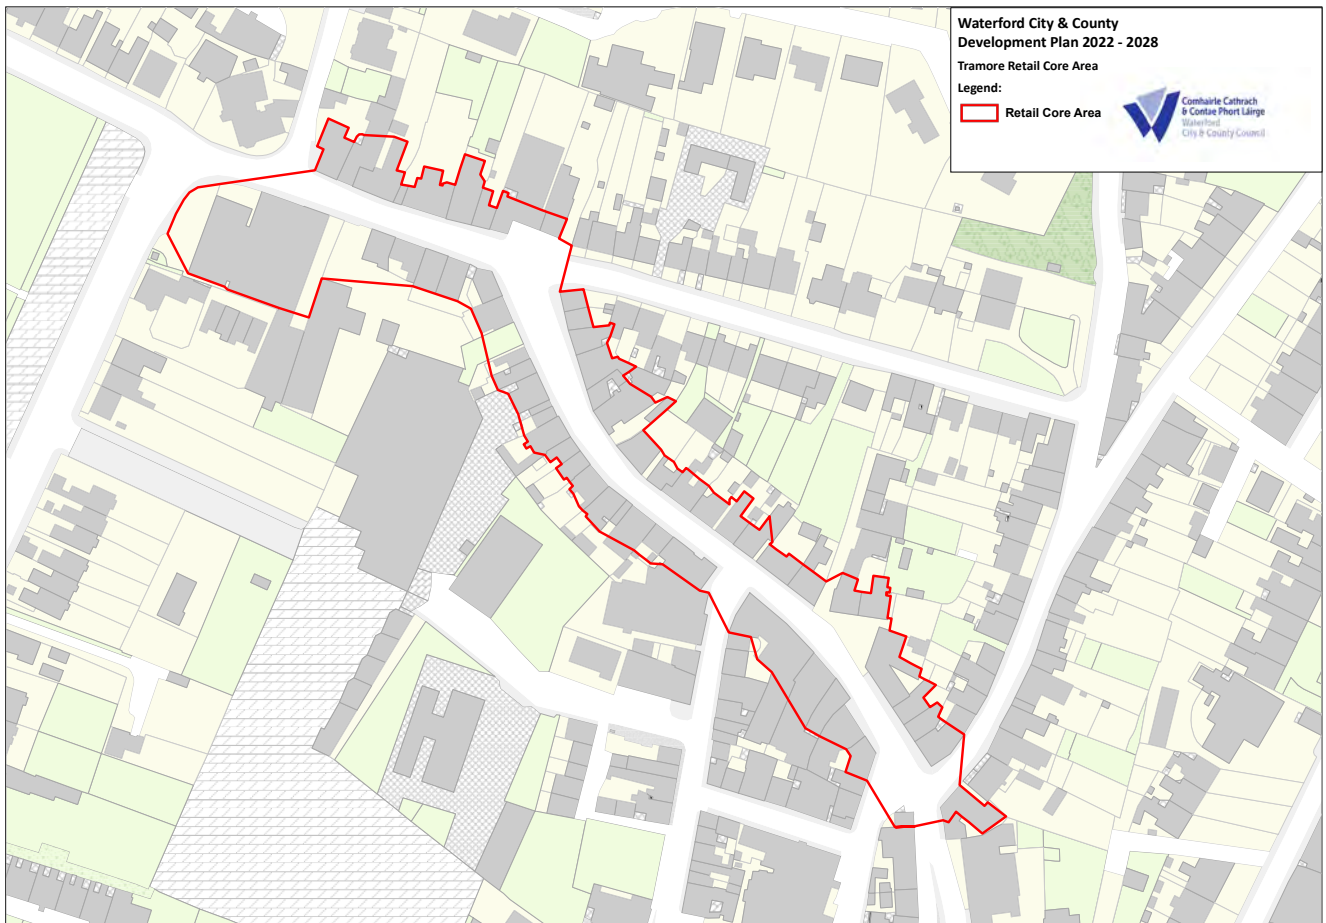 Waterford City & County
Development Plan 2022 - 2028
Tramore Retail Core Area
Legend:
Retail Core Area
Comhairle Cathrach
& Contae Phort Láirge
Waterford
City & County Council